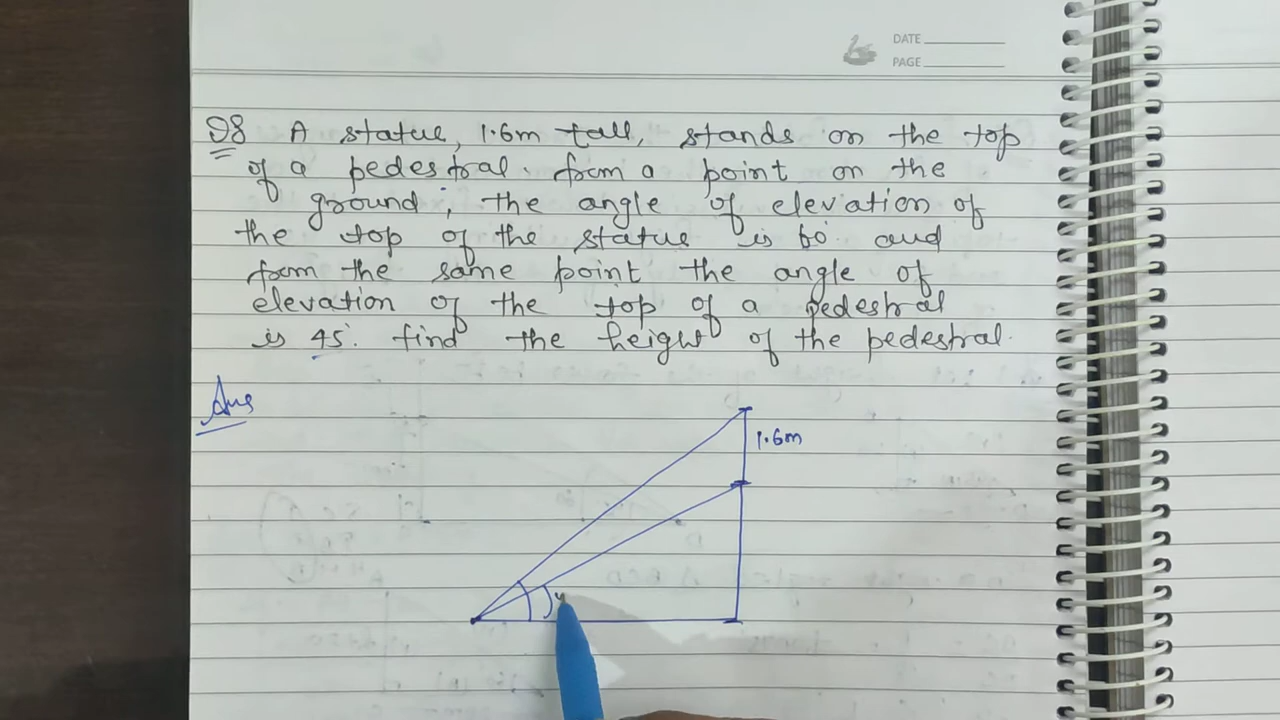 DATE
PAGE
Q8 A statue, 1.6m tall, stands on the top
of a pedestral. from a point on the
ground, the angle of elevation of
the top of the statue is 60° and
from the same point the angle of
elevation of the top of a pedestral
is 45°. find the height of the pedestral.
Ans
1.6m